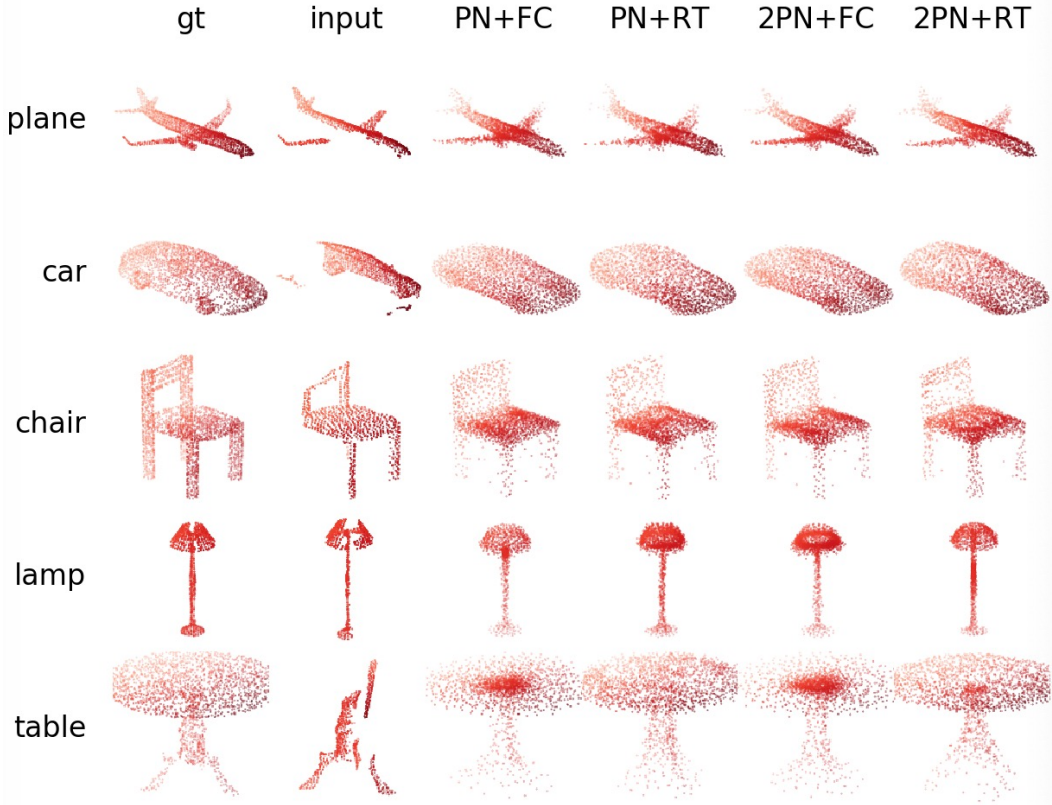 gt input PN+FC PN+RT 2PN+FC 2PN+RT
plane
car
chair
lamp
table